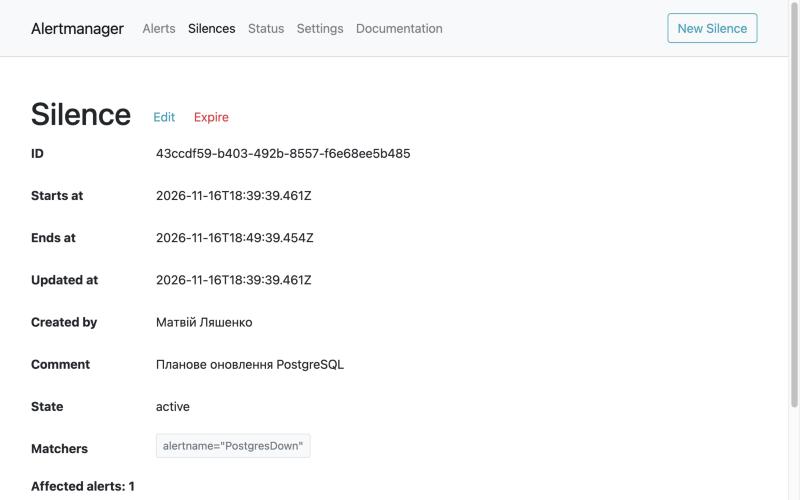 Alertmanager Alerts Silences Status Settings Documentation New Silence
Silence Edit Expire
ID 43ccdf59-b403-492b-8557-f6e68ee5b485
Starts at 2026-11-16T18:39:39.461Z
Ends at 2026-11-16T18:49:39.454Z
Updated at 2026-11-16T18:39:39.461Z
Created by Матвій Ляшенко
Comment Планове оновлення PostgreSQL
State active
Matchers alertname="PostgresDown"
Affected alerts: 1